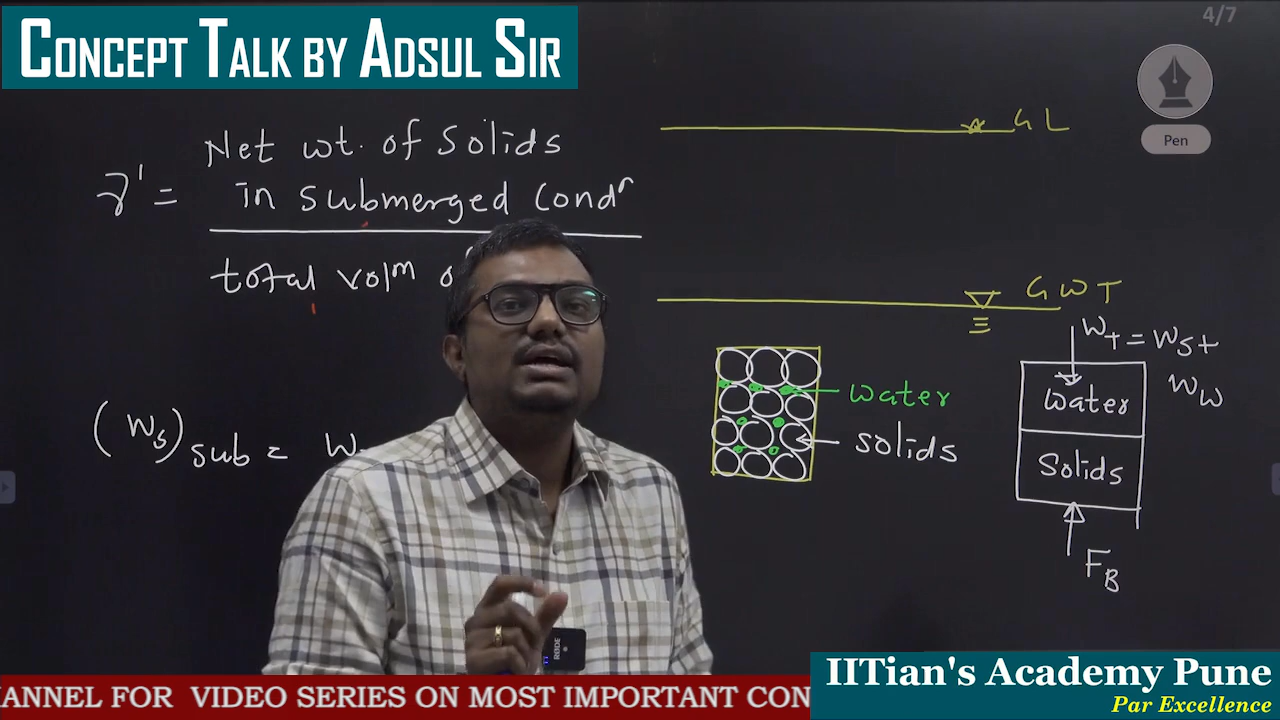 CONCEPT TALK BY ADSUL SIR
4/7
Pen
γ' =
Net wt. of Solids
in submerged Condn
total volm o
GL
GWT
water
solids
WT = WS +
WW
water
Solids
FB
(WS)sub = W
RODE
HANNEL FOR VIDEO SERIES ON MOST IMPORTANT CON
IITian's Academy Pune
Par Excellence